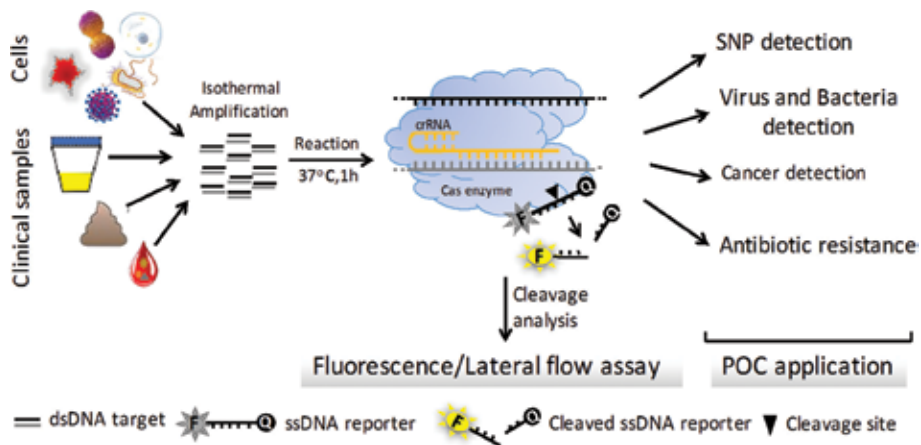 Cells
Clinical samples
Isothermal
Amplification
Reaction
37°C,1h
crRNA
Cas enzyme
F
Q
Q
F
Cleavage
analysis
Fluorescence/Lateral flow assay
SNP detection
Virus and Bacteria
detection
Cancer detection
Antibiotic resistance
POC application
dsDNA target
F Q ssDNA reporter
F Q Cleaved ssDNA reporter
Cleavage site